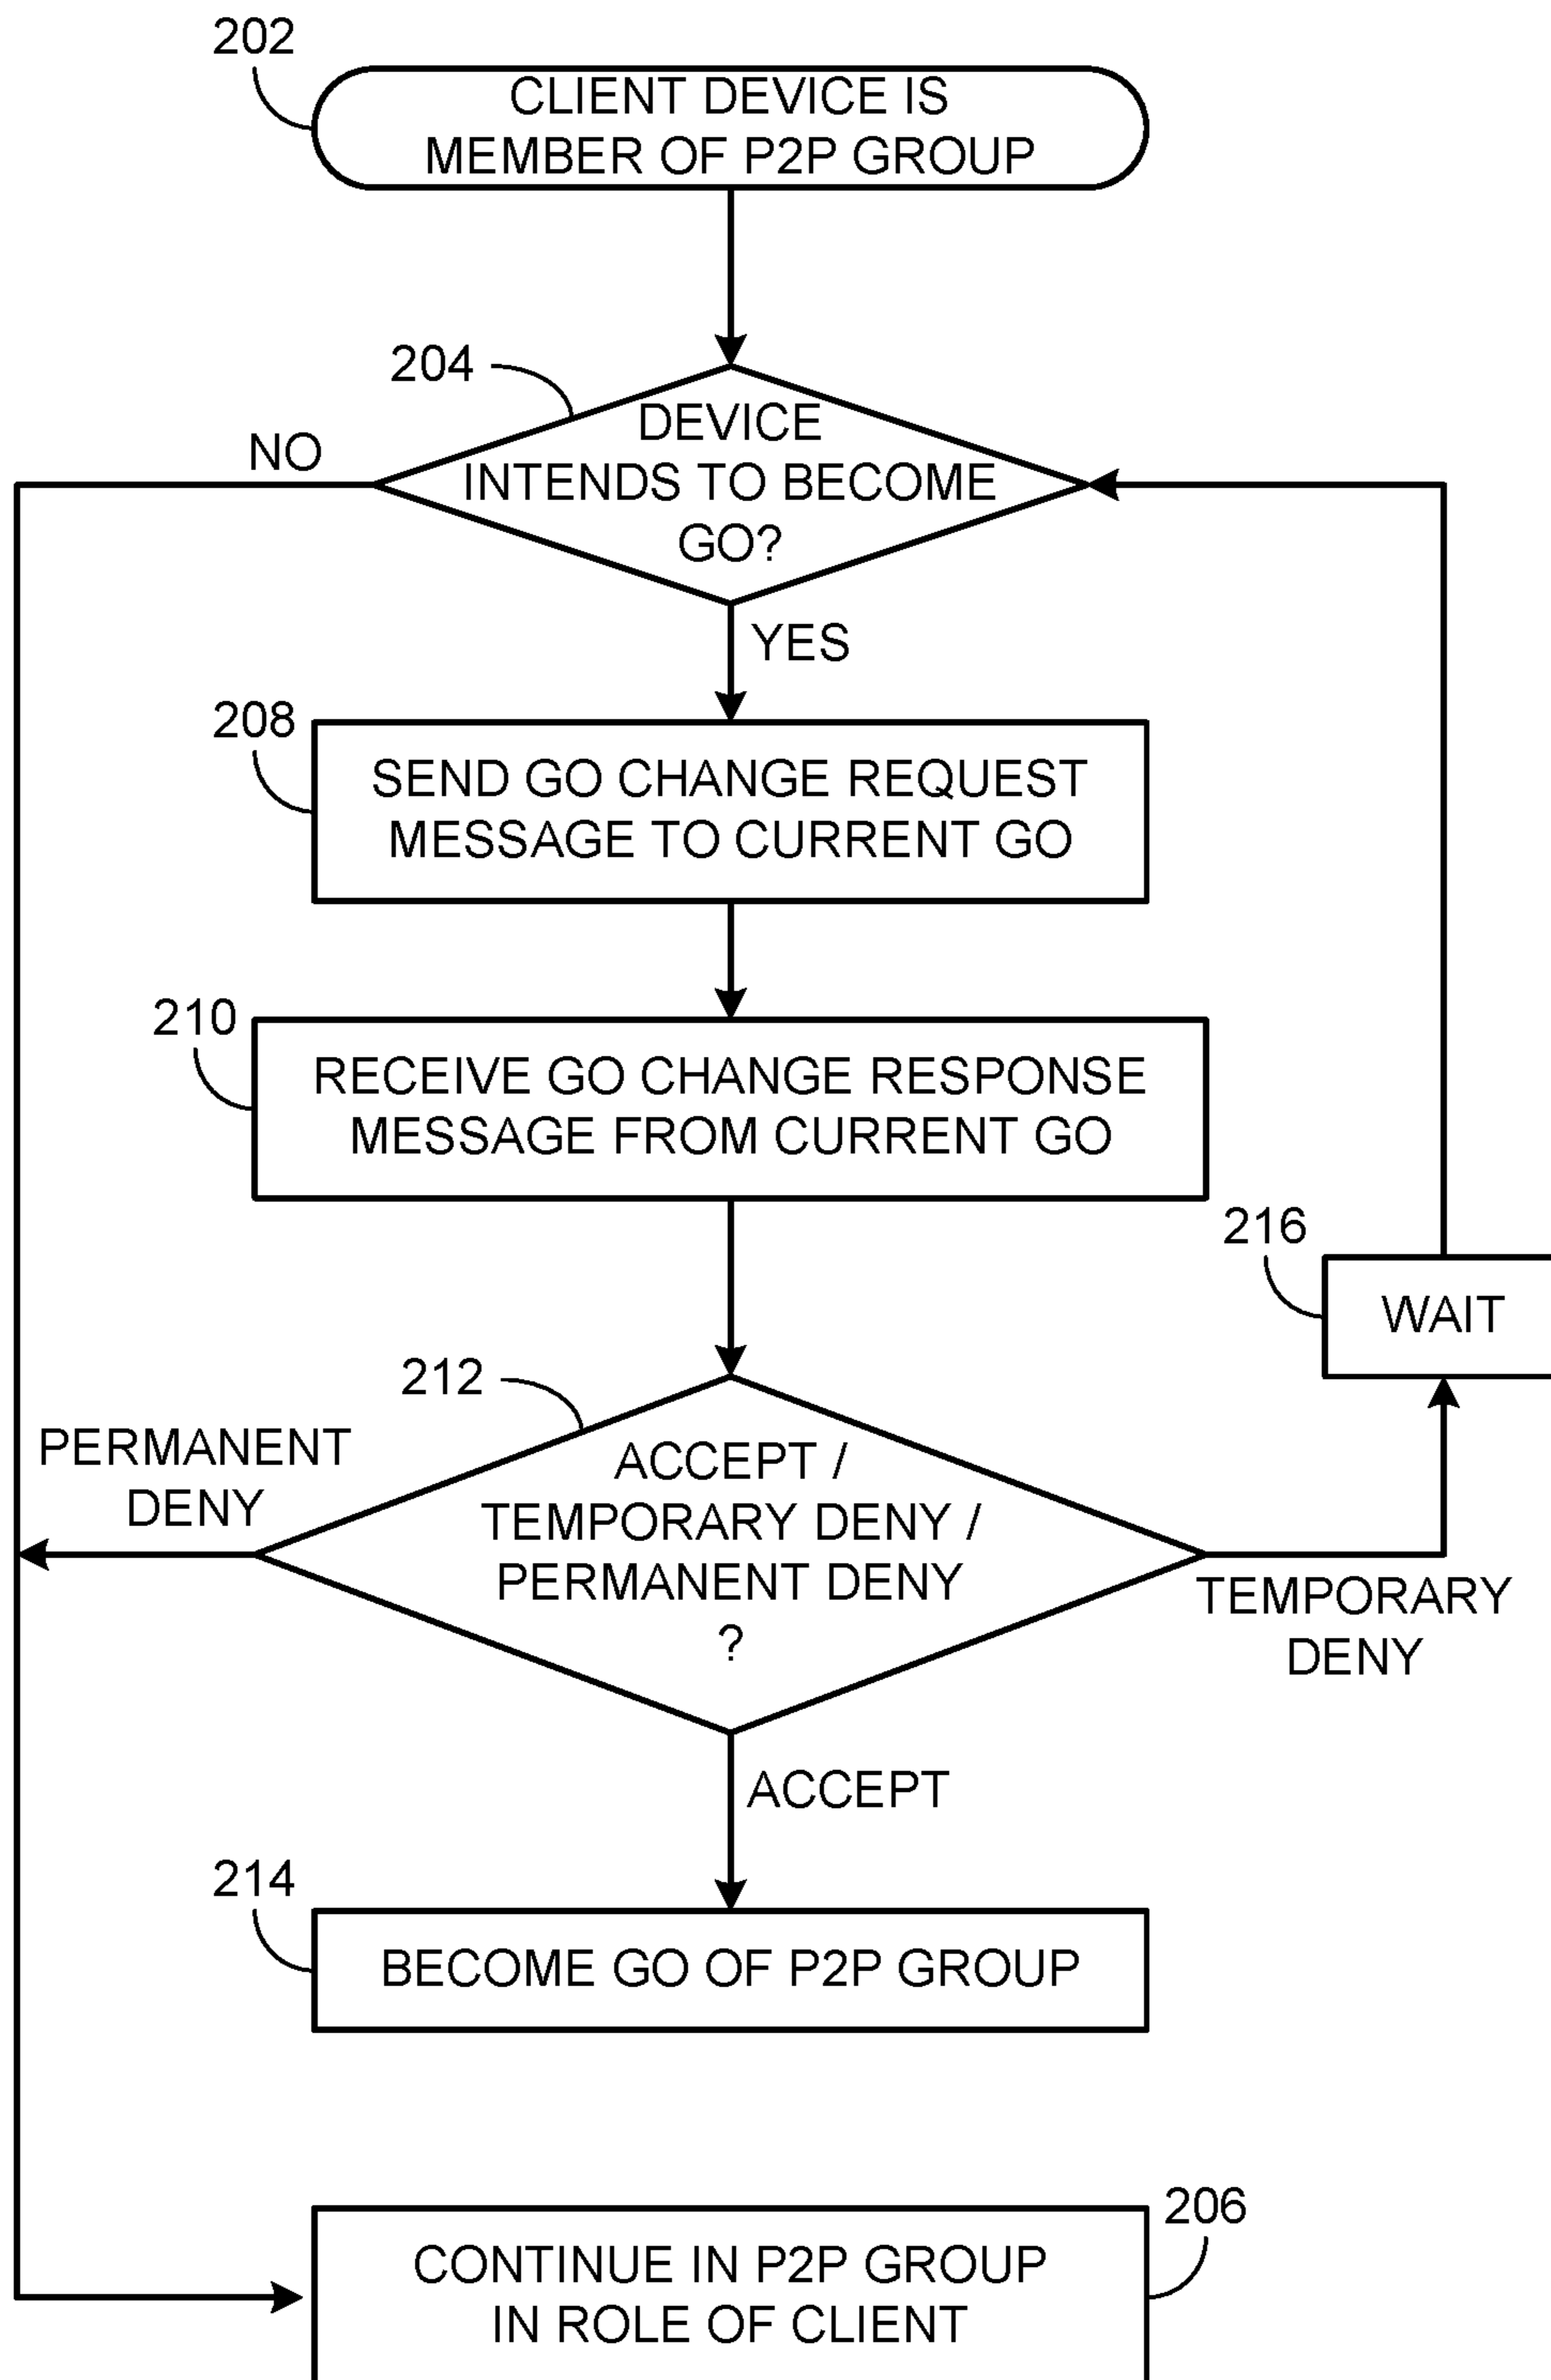 202
CLIENT DEVICE IS
MEMBER OF P2P GROUP
204
DEVICE
INTENDS TO BECOME
GO?
NO
YES
208
SEND GO CHANGE REQUEST
MESSAGE TO CURRENT GO
210
RECEIVE GO CHANGE RESPONSE
MESSAGE FROM CURRENT GO
216
WAIT
212
ACCEPT /
TEMPORARY DENY /
PERMANENT DENY
?
PERMANENT
DENY
TEMPORARY
DENY
ACCEPT
214
BECOME GO OF P2P GROUP
206
CONTINUE IN P2P GROUP
IN ROLE OF CLIENT